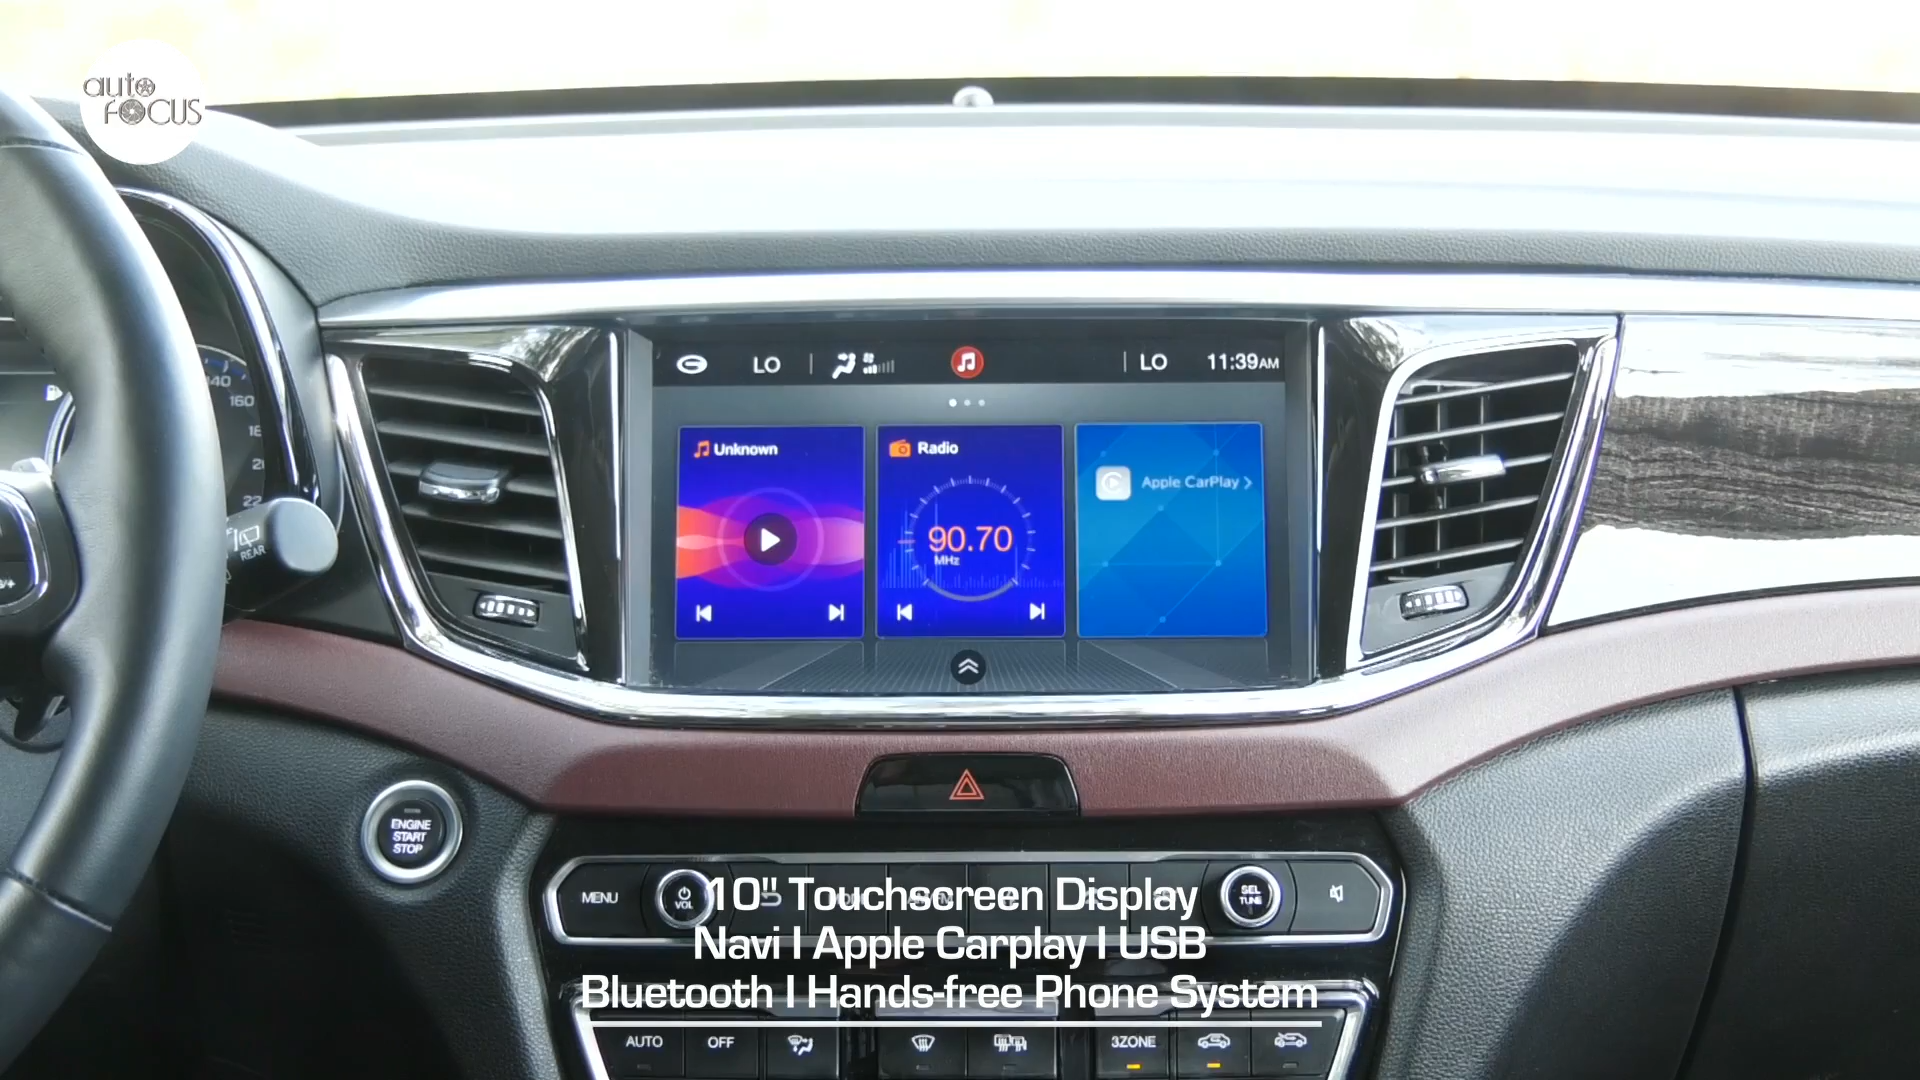 auto
FOCUS
LO
LO
11:39AM
Unknown
Radio
Apple CarPlay
90.70
MHz
160
REAR
ENGINE
START
STOP
MENU
VOL
SEL
TUNE
10" Touchscreen Display
Navi | Apple Carplay | USB
Bluetooth | Hands-free Phone System
AUTO
OFF
3ZONE